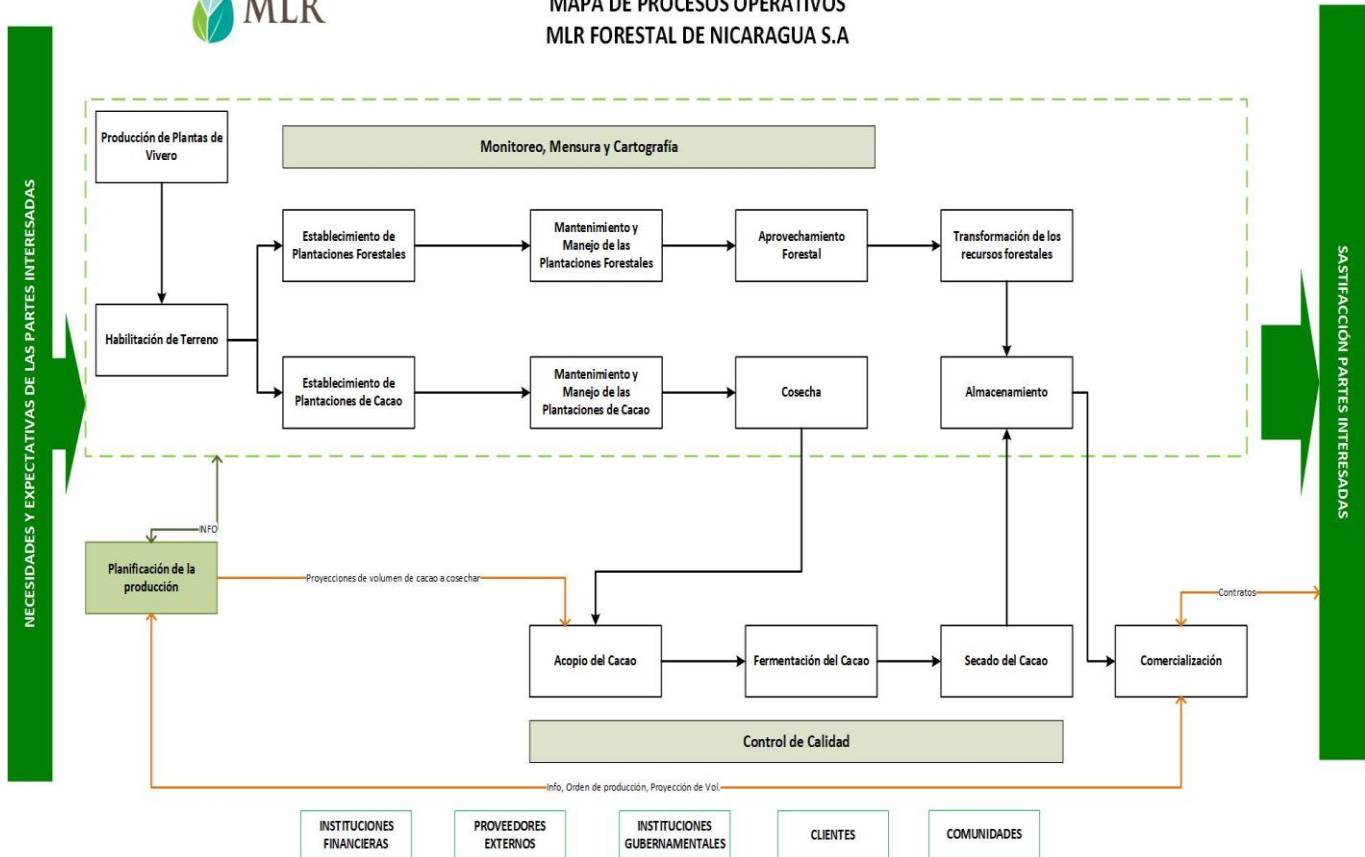 MLR
MAPA DE PROCESOS OPERATIVOS
MLR FORESTAL DE NICARAGUA S.A
NECESIDADES Y EXPECTATIVAS DE LAS PARTES INTERESADAS
Producción de Plantas de
Vivero
Monitoreo, Mensura y Cartografía
Establecimiento de
Plantaciones Forestales
Mantenimiento y
Manejo de las
Plantaciones Forestales
Aprovechamiento
Forestal
Transformación de los
recursos forestales
Habilitación de Terreno
Establecimiento de
Plantaciones de Cacao
Mantenimiento y
Manejo de las
Plantaciones de Cacao
Cosecha
Almacenamiento
SASTIFACCIÓN PARTES INTERESADAS
INFO
Planificación de la
producción
Proyecciones de volumen de cacao a cosechar
Contratos
Acopio del Cacao
Fermentación del Cacao
Secado del Cacao
Comercialización
Control de Calidad
Info, Orden de producción, Proyección de Vol.
INSTITUCIONES
FINANCIERAS
PROVEEDORES
EXTERNOS
INSTITUCIONES
GUBERNAMENTALES
CLIENTES
COMUNIDADES